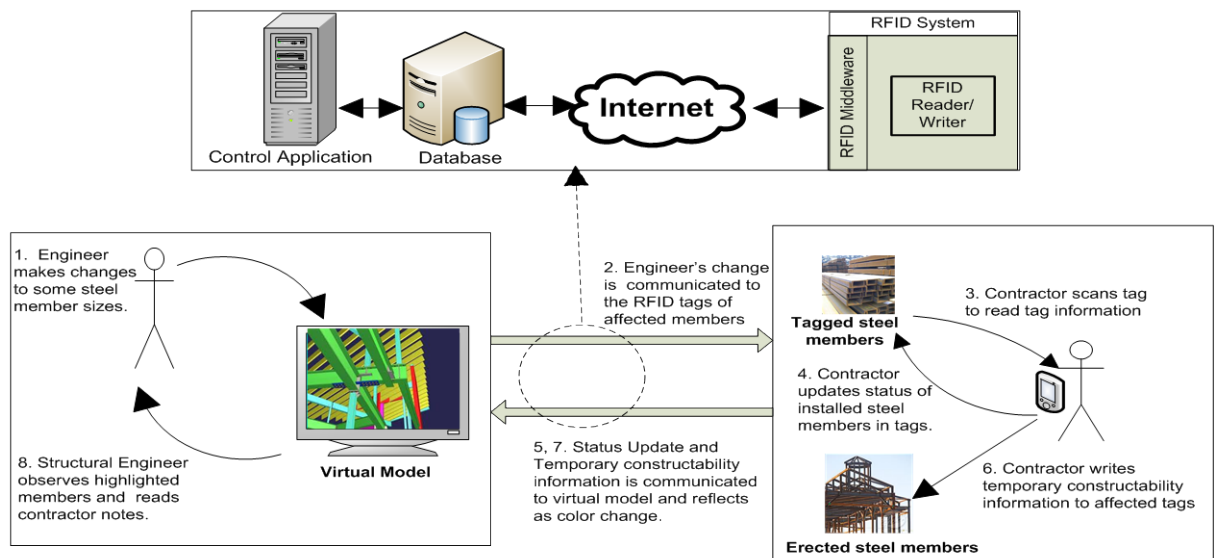 RFID System
RFID Middleware
RFID
Reader/
Writer
Internet
Control Application
Database
1. Engineer
makes changes
to some steel
member sizes.
Virtual Model
8. Structural Engineer
observes highlighted
members and reads
contractor notes.
2. Engineer's change
is communicated to
the RFID tags of
affected members
5, 7. Status Update and
Temporary constructability
information is communicated
to virtual model and reflects
as color change.
Tagged steel
members
3. Contractor scans tag
to read tag information
4. Contractor
updates status of
installed steel
members in tags.
6. Contractor writes
temporary constructability
information to affected tags
Erected steel members